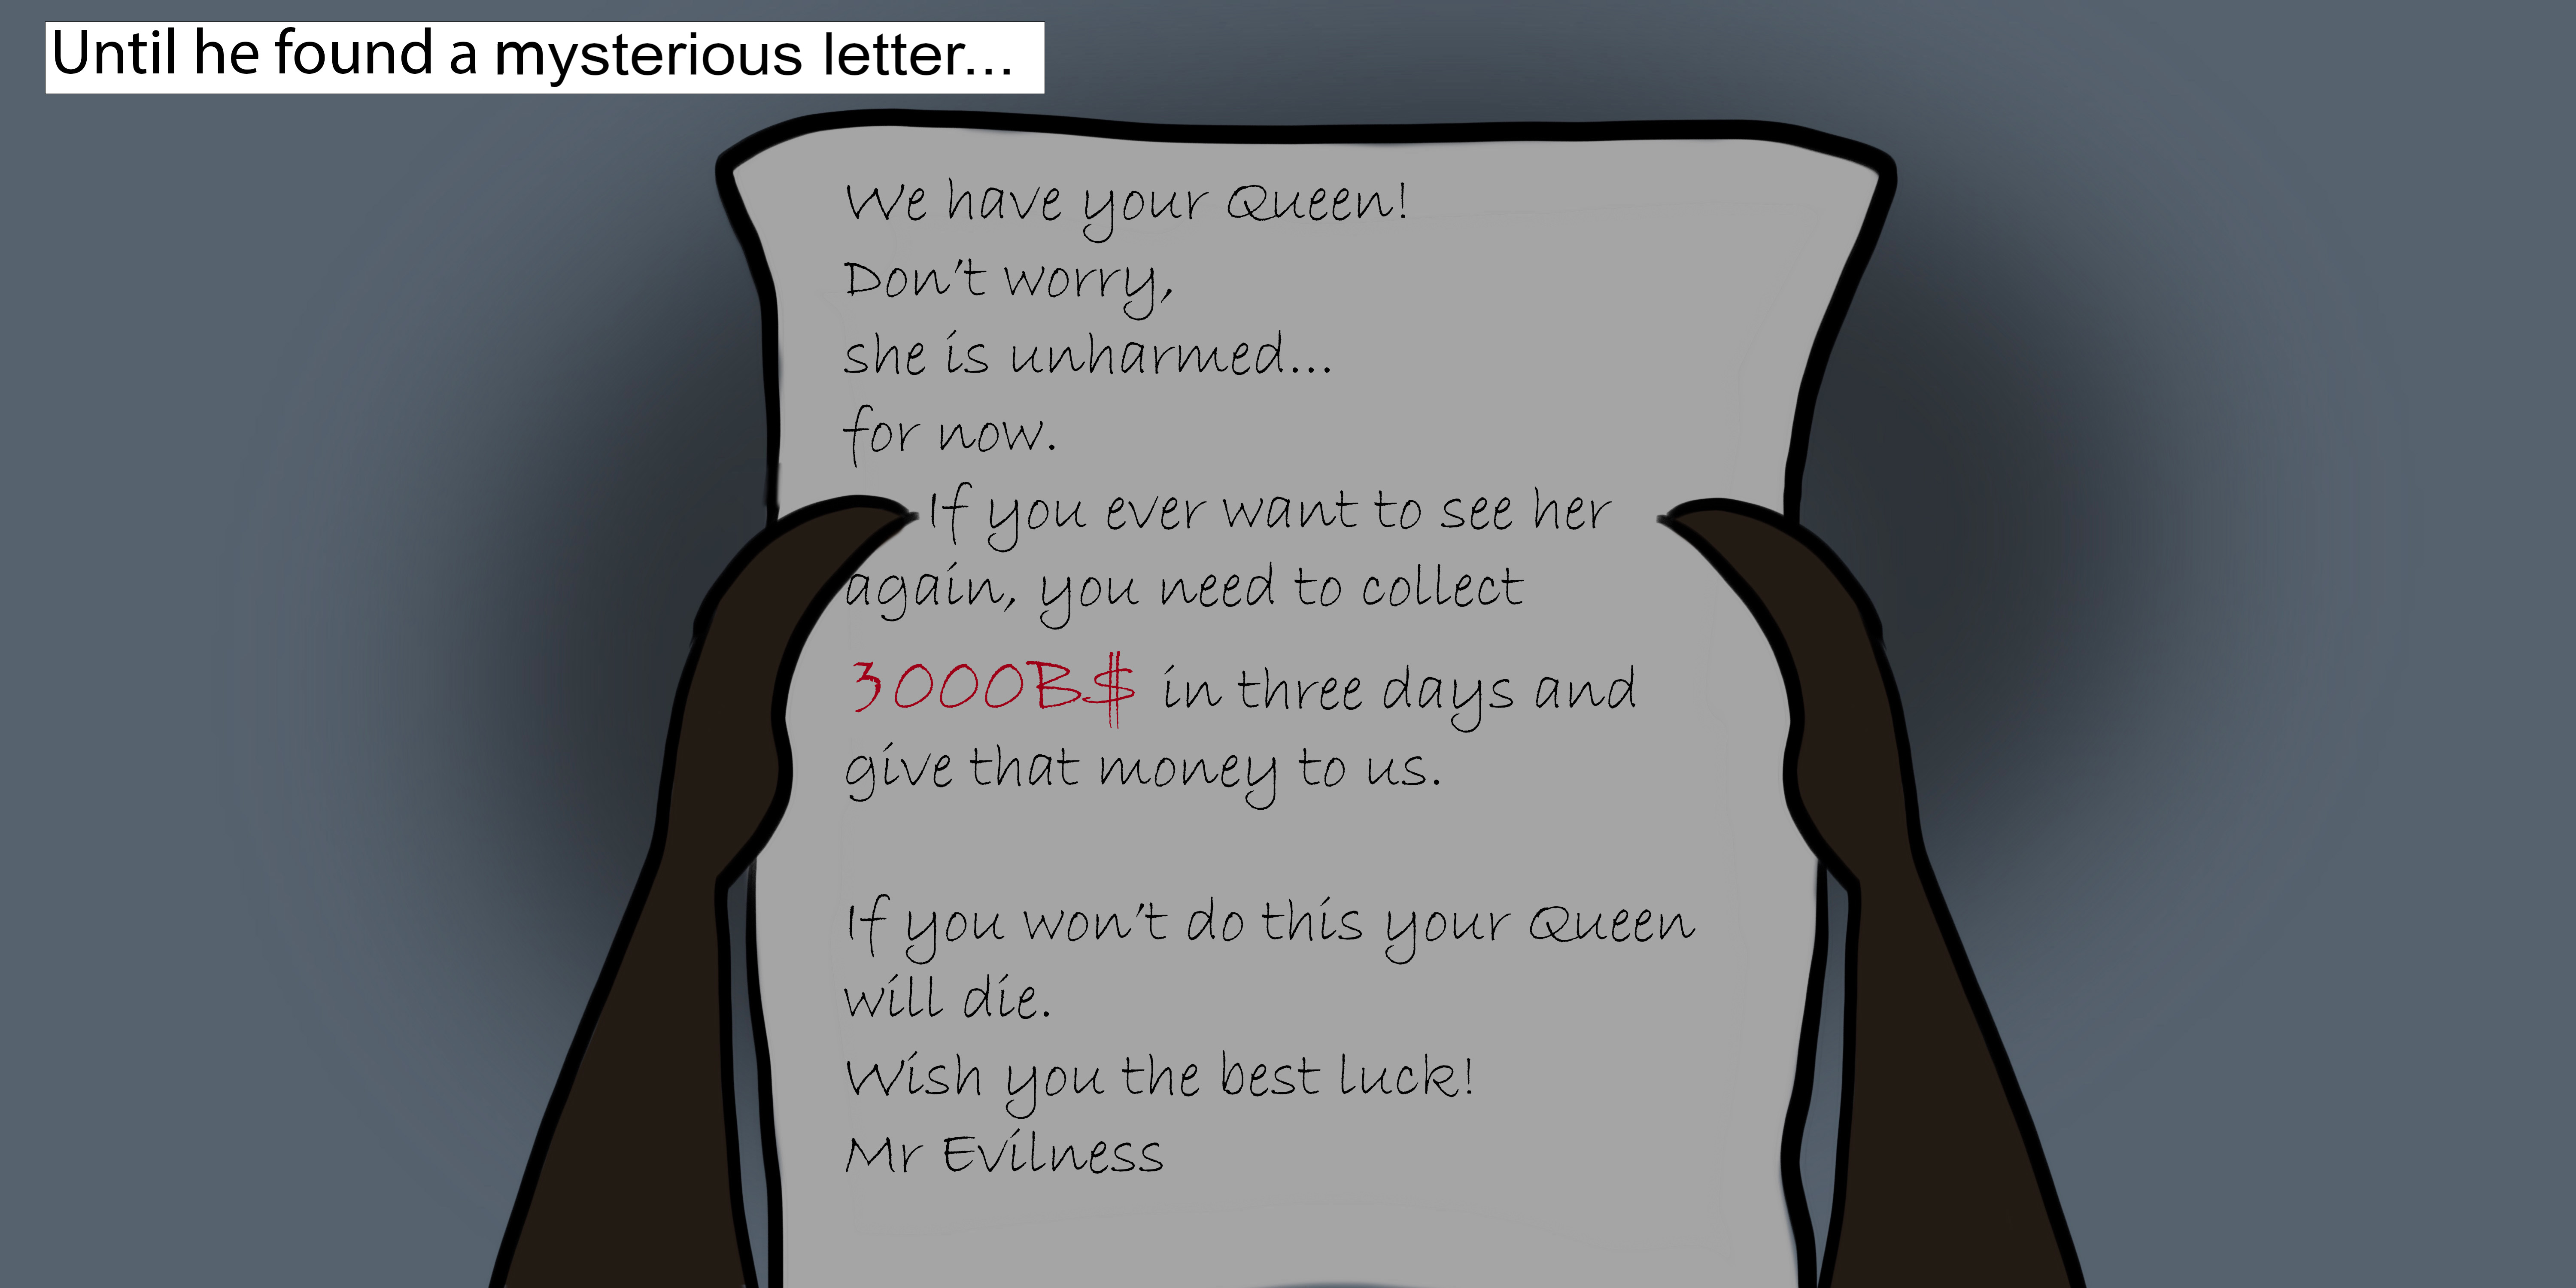 Until he found a mysterious letter...
We have your Queen!
Don't worry,
she is unharmed...
for now.
If you ever want to see her
again, you need to collect
3000B$ in three days and
give that money to us.
If you won't do this your Queen
will die.
Wish you the best luck!
Mr Evilness